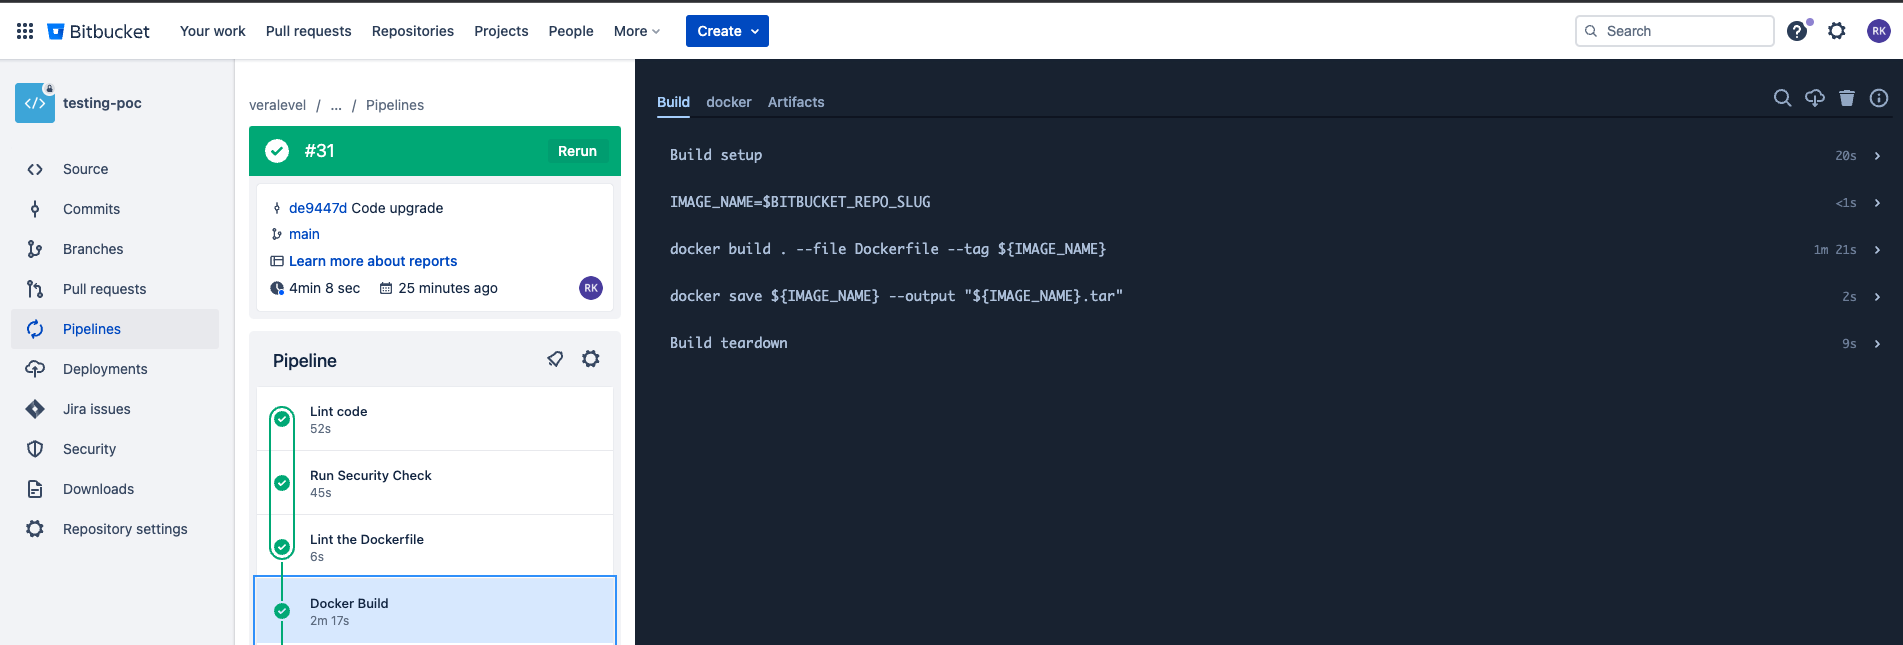 Bitbucket
Your work
Pull requests
Repositories
Projects
People
More
Create
Search
RK
testing-poc
Source
Commits
Branches
Pull requests
Pipelines
Deployments
Jira issues
Security
Downloads
Repository settings
veralevel / ... / Pipelines
#31
Rerun
de9447d Code upgrade
main
Learn more about reports
4min 8 sec 25 minutes ago
RK
Pipeline
Lint code
52s
Run Security Check
45s
Lint the Dockerfile
6s
Docker Build
2m 17s
Build docker Artifacts
Build setup 20s
IMAGE_NAME=$BITBUCKET_REPO_SLUG <1s
docker build . --file Dockerfile --tag ${IMAGE_NAME} 1m 21s
docker save ${IMAGE_NAME} --output "${IMAGE_NAME}.tar" 2s
Build teardown 9s